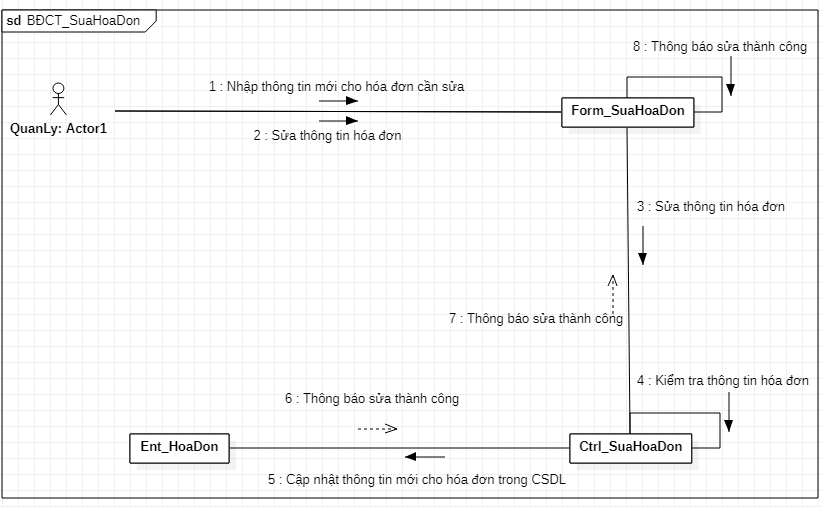 sd BĐCT_SuaHoaDon
8 : Thông báo sửa thành công
1 : Nhập thông tin mới cho hóa đơn cần sửa
Form_SuaHoaDon
QuanLy: Actor1
2 : Sửa thông tin hóa đơn
3 : Sửa thông tin hóa đơn
7 : Thông báo sửa thành công
4 : Kiểm tra thông tin hóa đơn
6 : Thông báo sửa thành công
Ent_HoaDon
Ctrl_SuaHoaDon
5 : Cập nhật thông tin mới cho hóa đơn trong CSDL